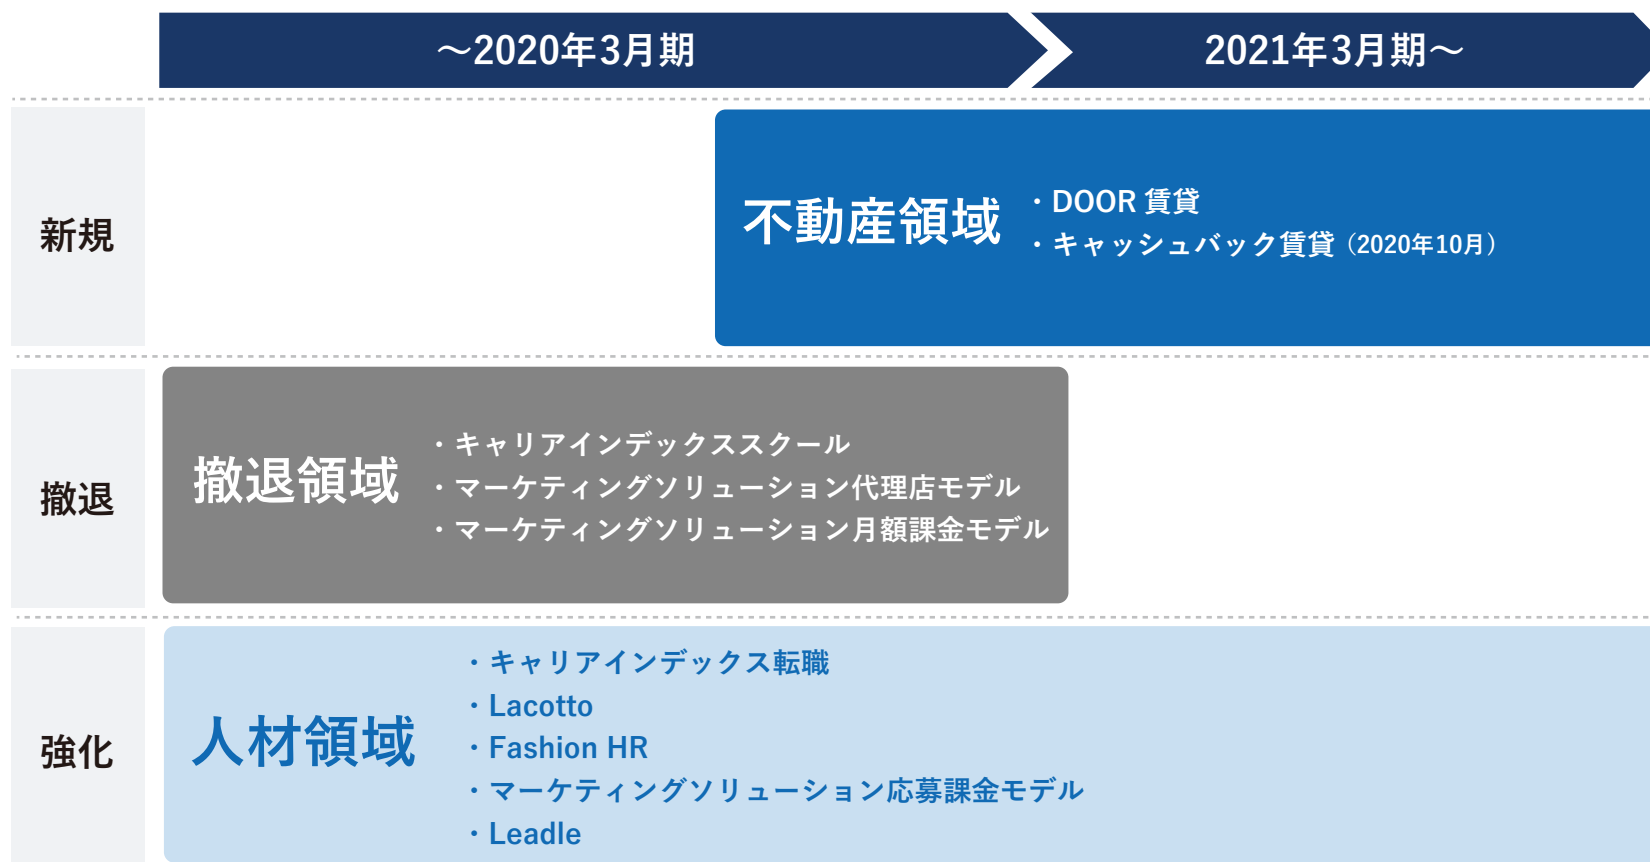 ～2020年3月期
2021年3月期～
新規
不動産領域
・DOOR 賃貸
・キャッシュバック賃貸（2020年10月）
撤退
撤退領域
・キャリアインデックススクール
・マーケティングソリューション代理店モデル
・マーケティングソリューション月額課金モデル
強化
人材領域
・キャリアインデックス転職
・Lacotto
・Fashion HR
・マーケティングソリューション応募課金モデル
・Leadle